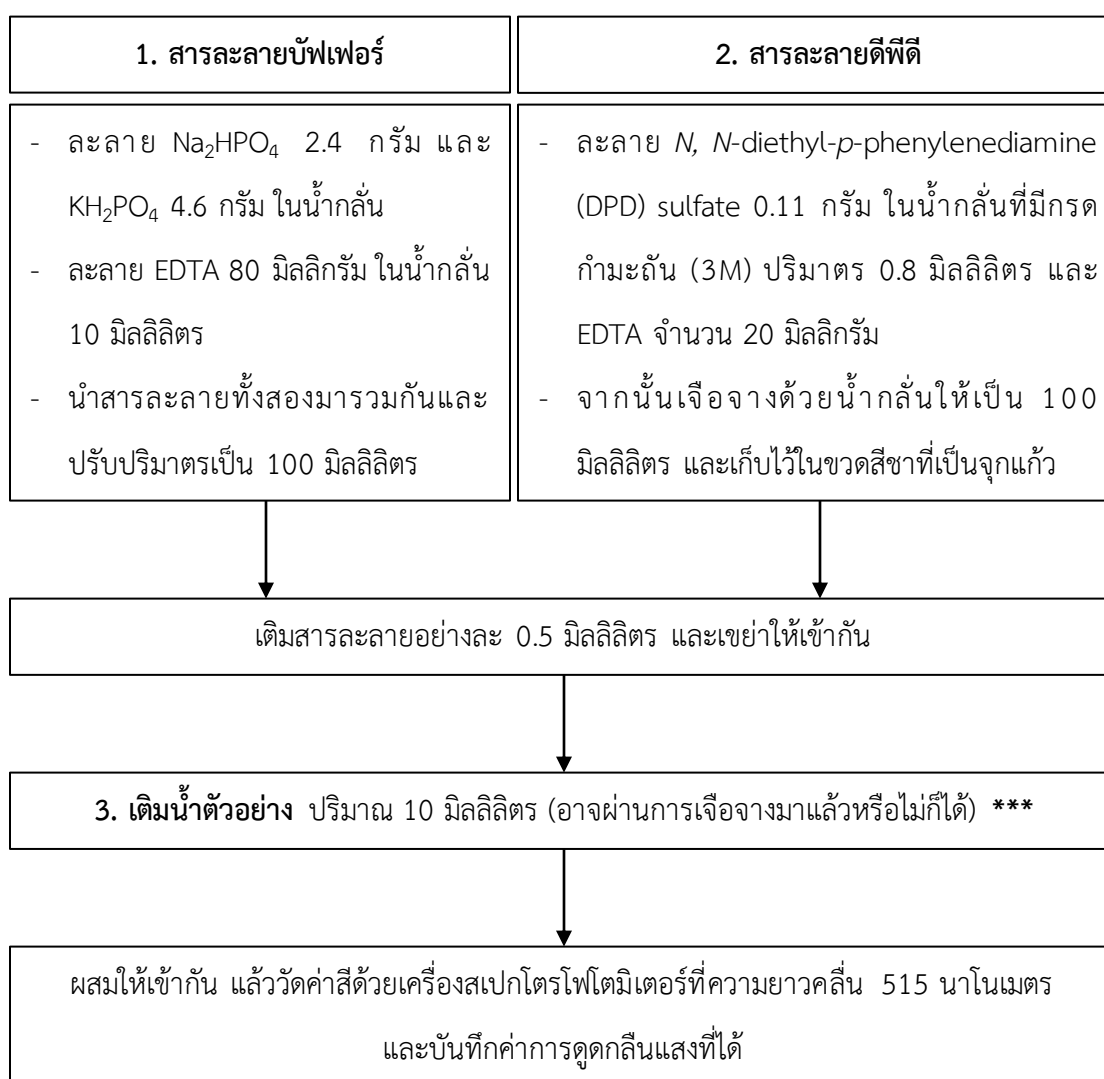 1. สารละลายบัฟเฟอร์
- ละลาย Na₂HPO₄ 2.4 กรัม และ
KH₂PO₄ 4.6 กรัม ในน้ำกลั่น
- ละลาย EDTA 80 มิลลิกรัม ในน้ำกลั่น
10 มิลลิลิตร
- นำสารละลายทั้งสองมารวมกันและ
ปรับปริมาตรเป็น 100 มิลลิลิตร
2. สารละลายดีพีดี
- ละลาย N, N-diethyl-p-phenylenediamine
(DPD) sulfate 0.11 กรัม ในน้ำกลั่นที่มีกรด
กำมะถัน (3M) ปริมาตร 0.8 มิลลิลิตร และ
EDTA จำนวน 20 มิลลิกรัม
- จากนั้นเจือจางด้วยน้ำกลั่นให้เป็น 100
มิลลิลิตร และเก็บไว้ในขวดสีชาที่เป็นจุกแก้ว
เติมสารละลายอย่างละ 0.5 มิลลิลิตร และเขย่าให้เข้ากัน
3. เติมน้ำตัวอย่าง ปริมาณ 10 มิลลิลิตร (อาจผ่านการเจือจางมาแล้วหรือไม่ก็ได้) ***
ผสมให้เข้ากัน แล้ววัดค่าสีด้วยเครื่องสเปกโตรโฟโตมิเตอร์ที่ความยาวคลื่น 515 นาโนเมตร
และบันทึกค่าการดูดกลืนแสงที่ได้